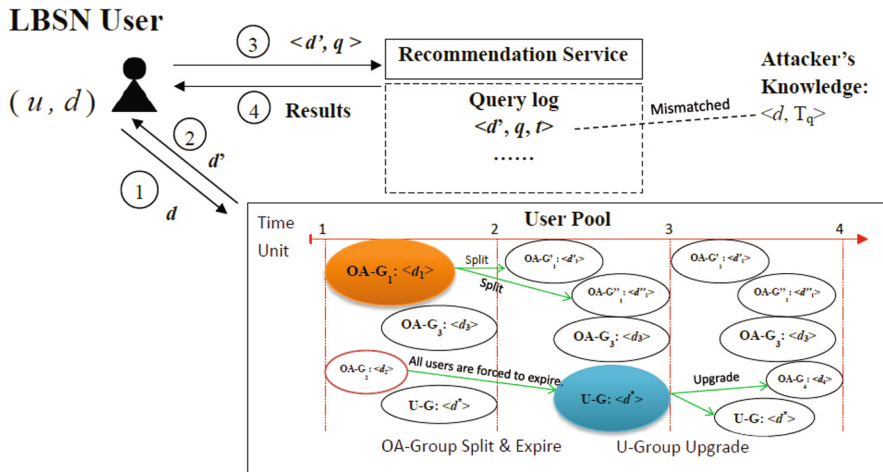 LBSN User
3
< d', q >
Recommendation Service
Attacker's
Knowledge:
<d, Tq>
( u , d )
4
Results
Query log
<d', q, t>
……
Mismatched
2
d'
1
d
Time
Unit
User Pool
1
2
3
4
OA-G1: <d1>
Split
Split
OA-G'1: <d'1>
OA-G''1: <d''1>
OA-G'1: <d'1>
OA-G''1: <d''1>
OA-G3: <d3>
OA-G3: <d3>
OA-G3: <d3>
OA-G2: <d2>
All users are forced to expire.
U-G: <d*>
U-G: <d*>
Upgrade
OA-G4: <d4>
U-G: <d*>
OA-Group Split & Expire
U-Group Upgrade